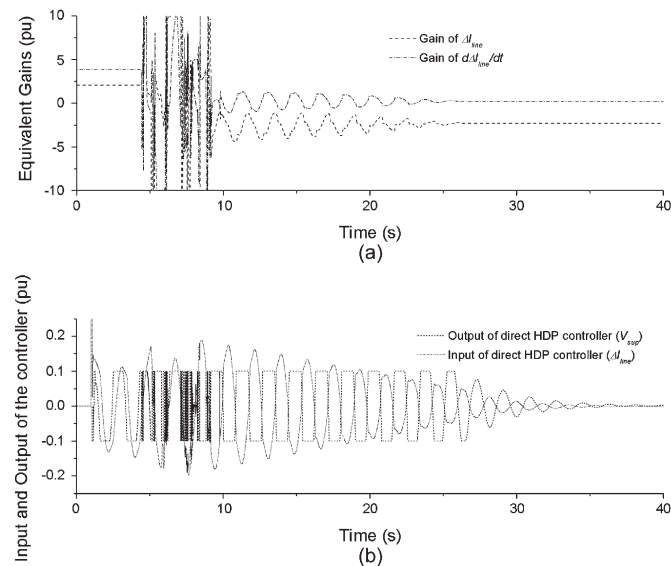 10
5
0
-5
-10
Equivalent Gains (pu)
Gain of ΔI_line
Gain of dΔI_line/dt
0 10 20 30 40
Time (s)
(a)
0.2
0.1
0.0
-0.1
-0.2
Input and Output of the controller (pu)
Output of direct HDP controller (V_sup)
Input of direct HDP controller (ΔI_line)
0 10 20 30 40
Time (s)
(b)